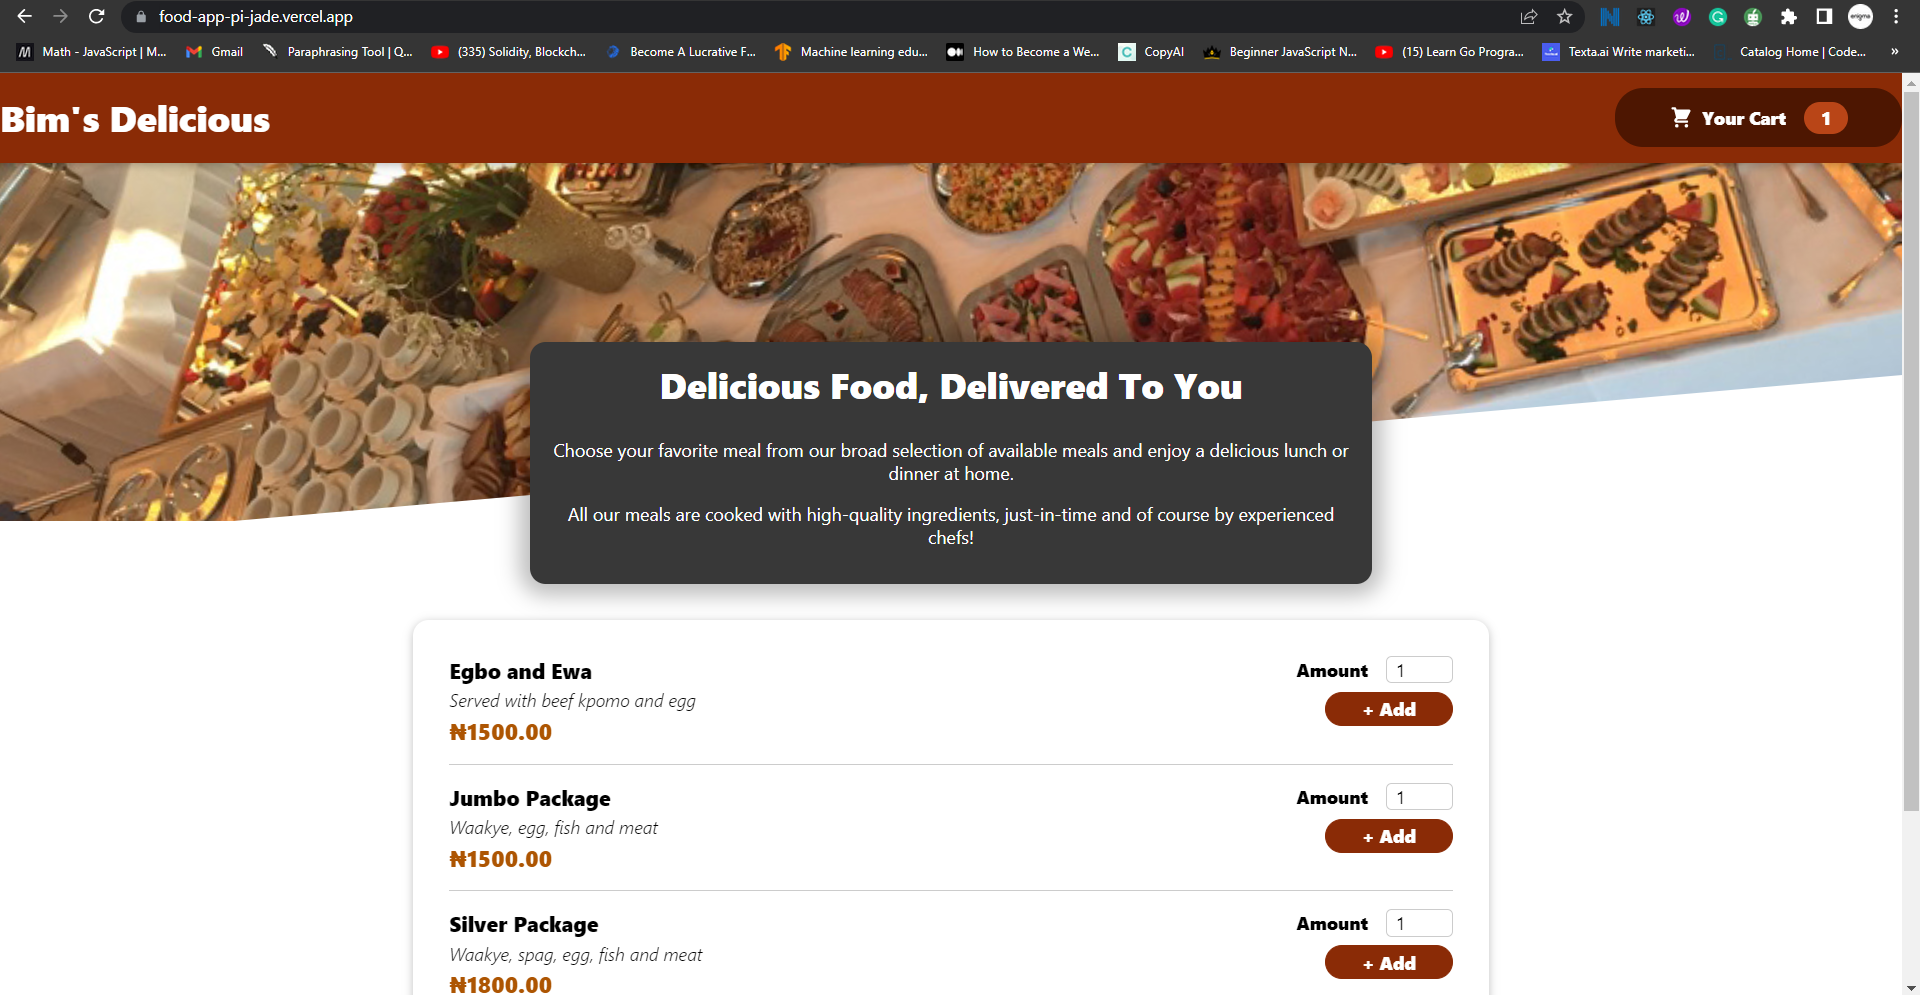 food-app-pi-jade.vercel.app
Math - JavaScript | M...
Gmail
Paraphrasing Tool | Q...
(335) Solidity, Blockch...
Become A Lucrative F...
Machine learning edu...
How to Become a We...
CopyAI
Beginner JavaScript N...
(15) Learn Go Progra...
Texta.ai Write marketi...
Catalog Home | Code...
»
Bim's Delicious
Your Cart 1
Delicious Food, Delivered To You
Choose your favorite meal from our broad selection of available meals and enjoy a delicious lunch or
dinner at home.
All our meals are cooked with high-quality ingredients, just-in-time and of course by experienced
chefs!
Egbo and Ewa
Served with beef kpomo and egg
₦1500.00
Amount 1
+ Add
Jumbo Package
Waakye, egg, fish and meat
₦1500.00
Amount 1
+ Add
Silver Package
Waakye, spag, egg, fish and meat
₦1800.00
Amount 1
+ Add